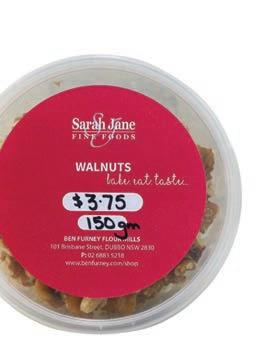 Sarah Jane
FINE FOODS
WALNUTS
bake eat taste...
$3.75
150gm
BEN FURNEY FLOUR MILLS
101 Brisbane Street, DUBBO NSW 2830
P: 02 6883 5218
www.benfurney.com/shop